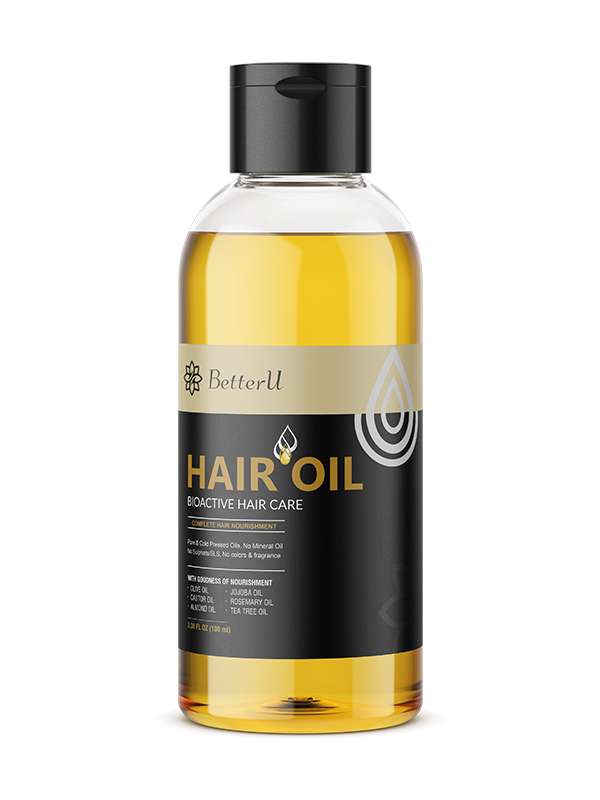 BetterU
HAIR OIL
BIOACTIVE HAIR CARE
COMPLETE HAIR NOURISHMENT
Pure & Cold Pressed Oils, No Mineral Oil
No Sulprets/SLS, No colors & fragrance
WITH GOODNESS OF NOURISHMENT
· OLIVE OIL · JOJOBA OIL
· CASTOR OIL · ROSEMARY OIL
· ALMOND OIL · TEA TREE OIL
3.38 FL OZ (100 ml)